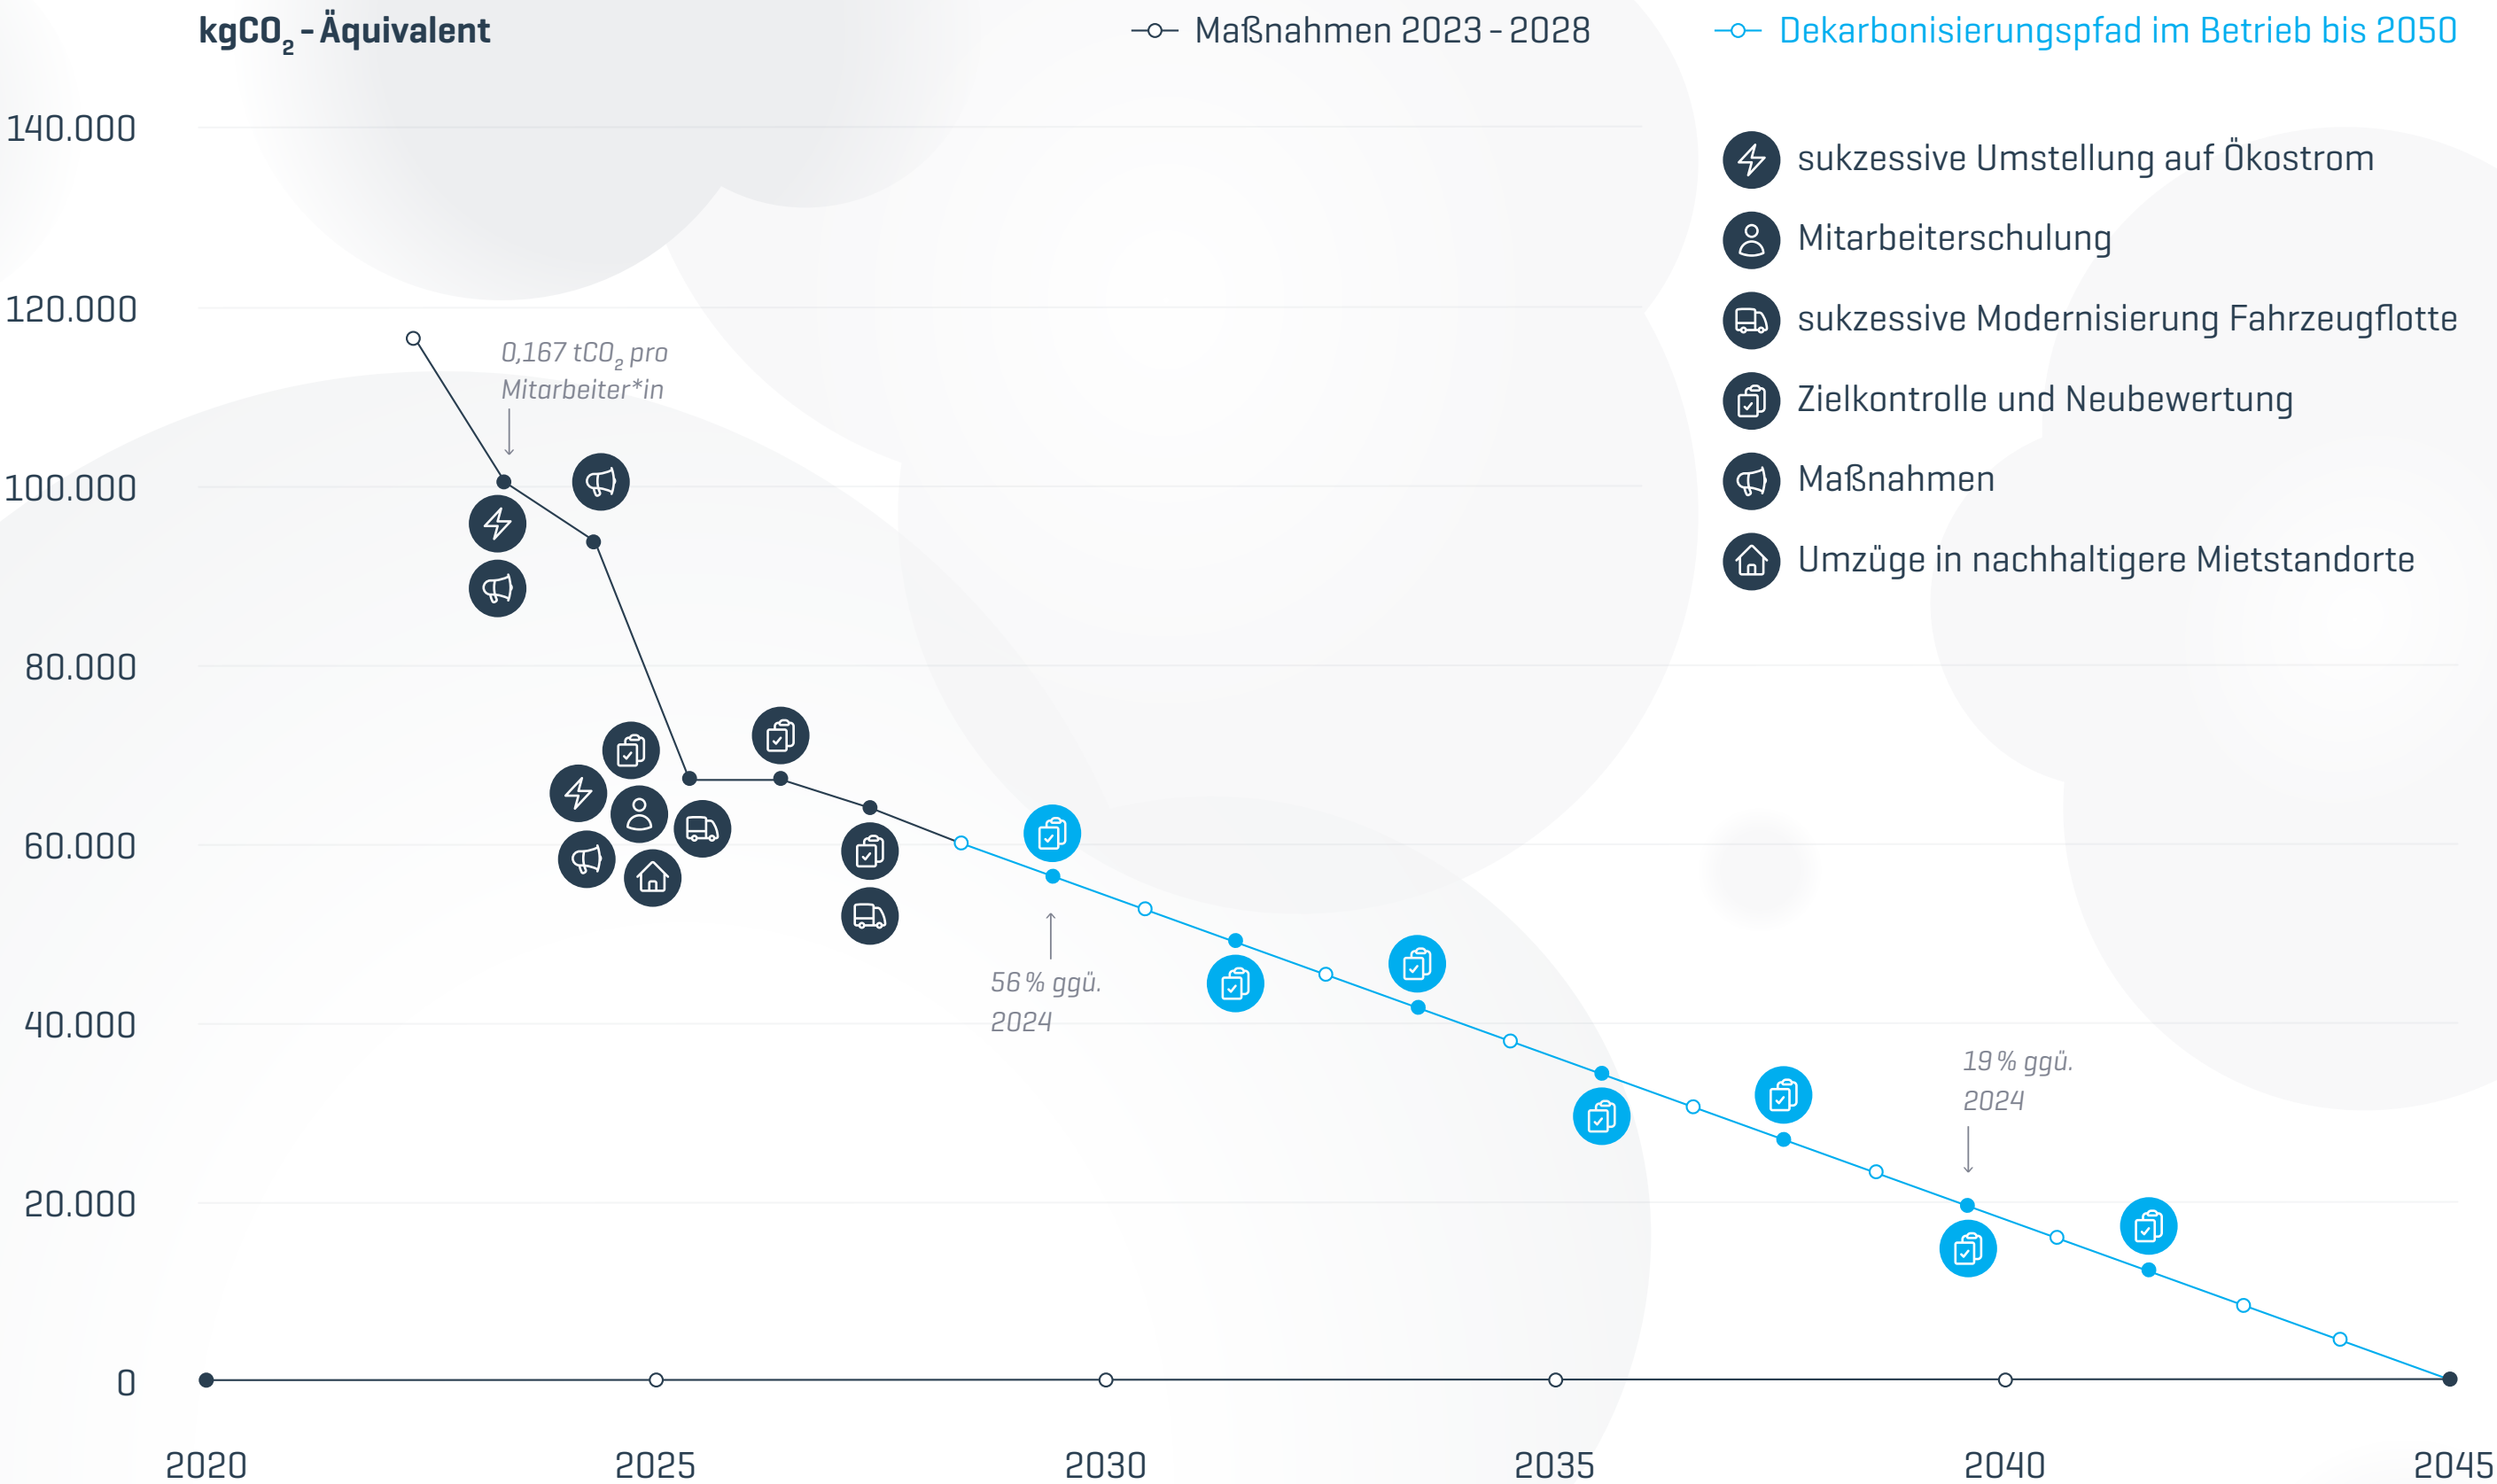 kgCO₂ - Äquivalent
Maßnahmen 2023 - 2028
Dekarbonisierungspfad im Betrieb bis 2050
140.000
120.000
100.000
80.000
60.000
40.000
20.000
0
sukzessive Umstellung auf Ökostrom
Mitarbeiterschulung
sukzessive Modernisierung Fahrzeugflotte
Zielkontrolle und Neubewertung
Maßnahmen
Umzüge in nachhaltigere Mietstandorte
0,167 tCO₂ pro
Mitarbeiter*in
56 % ggü.
2024
19 % ggü.
2024
2020
2025
2030
2035
2040
2045